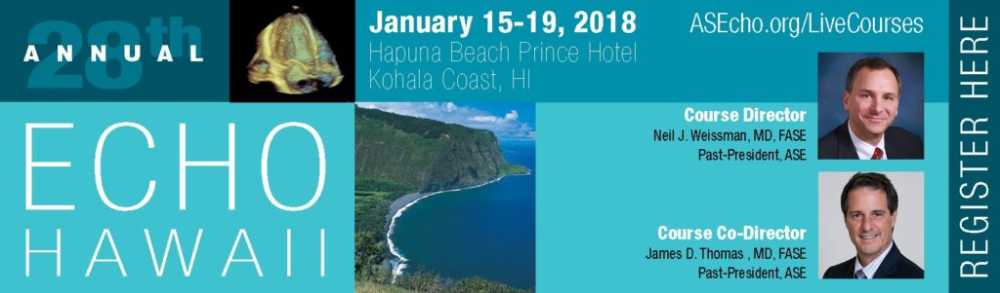 28th
ANNUAL
ECHO
HAWAII
January 15-19, 2018
Hapuna Beach Prince Hotel
Kohala Coast, HI
ASEcho.org/LiveCourses
Course Director
Neil J. Weissman, MD, FASE
Past-President, ASE
Course Co-Director
James D. Thomas , MD, FASE
Past-President, ASE
REGISTER HERE